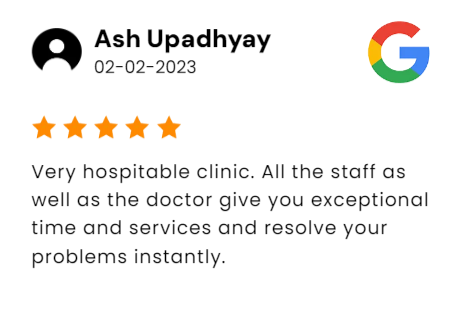 Ash Upadhyay
02-02-2023
Very hospitable clinic. All the staff as
well as the doctor give you exceptional
time and services and resolve your
problems instantly.